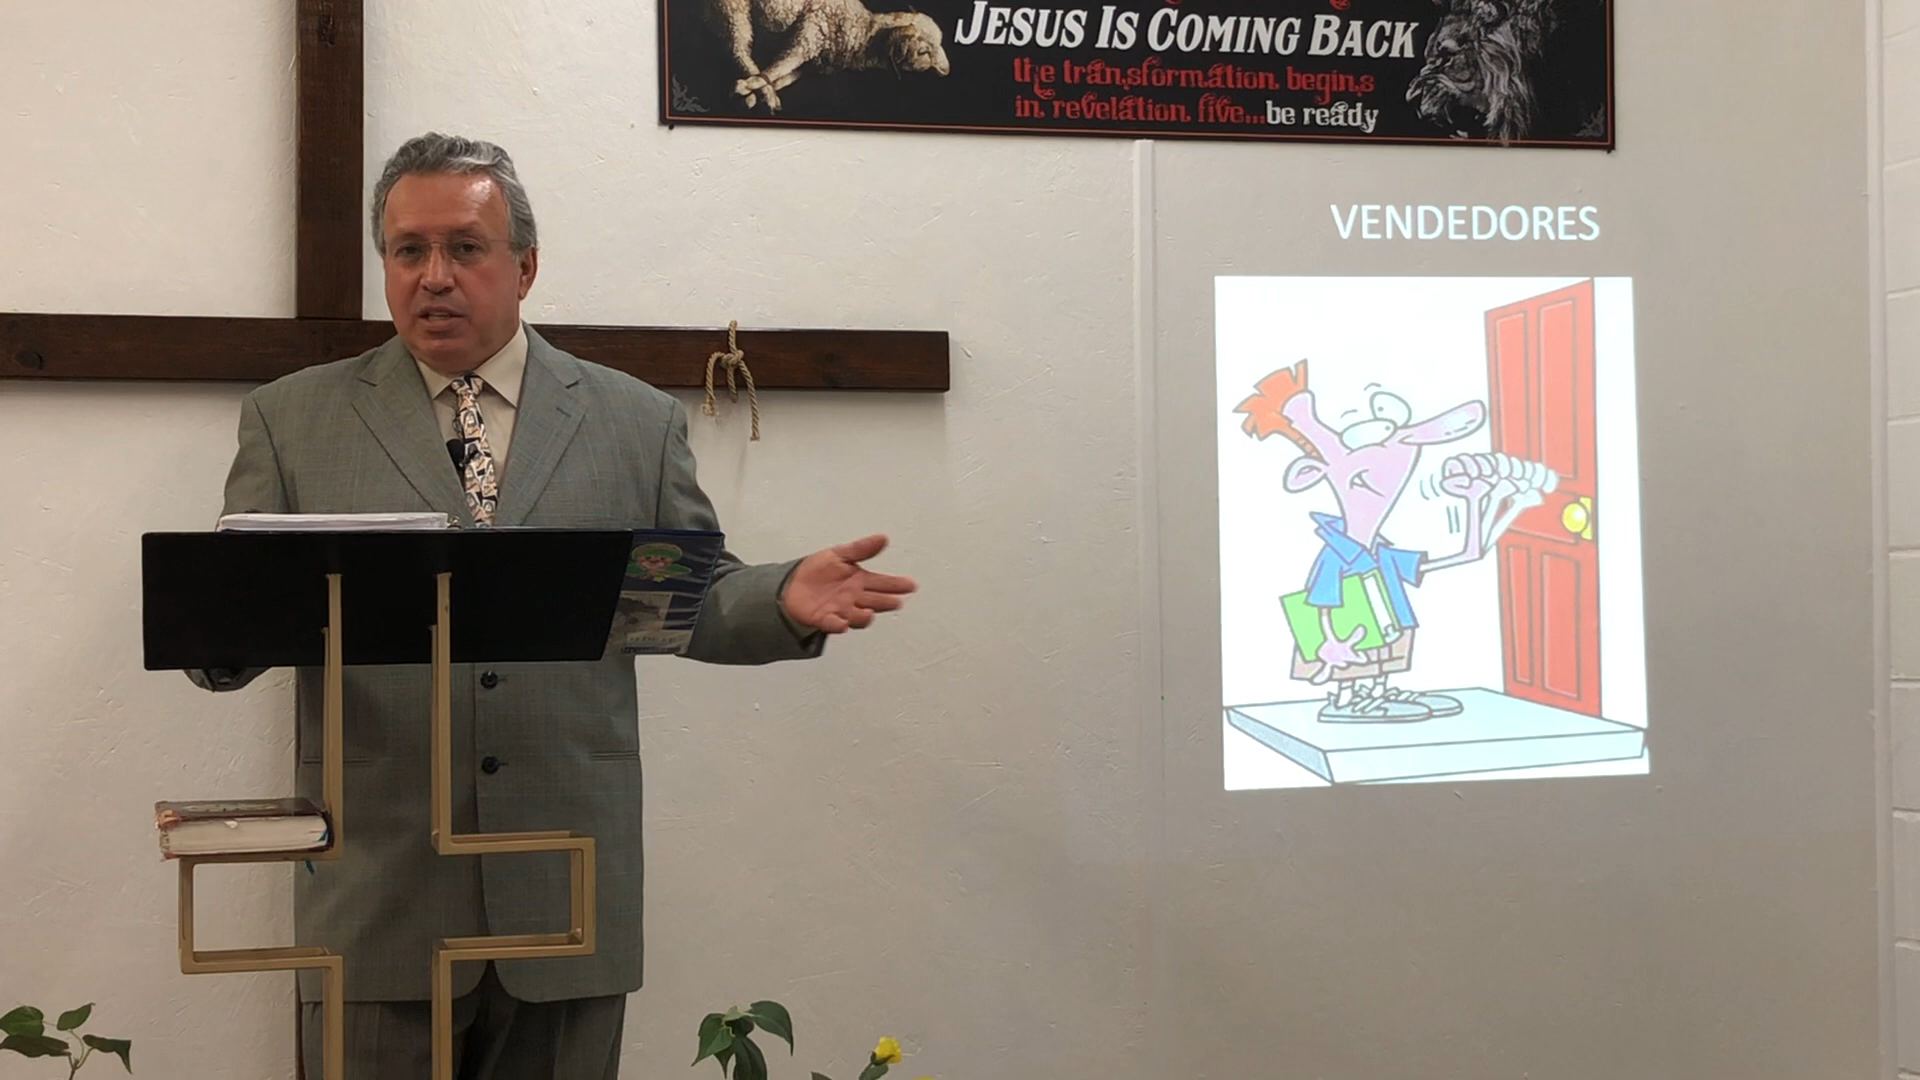 JESUS IS COMING BACK
the transformation begins
in revelation five...be ready
VENDEDORES